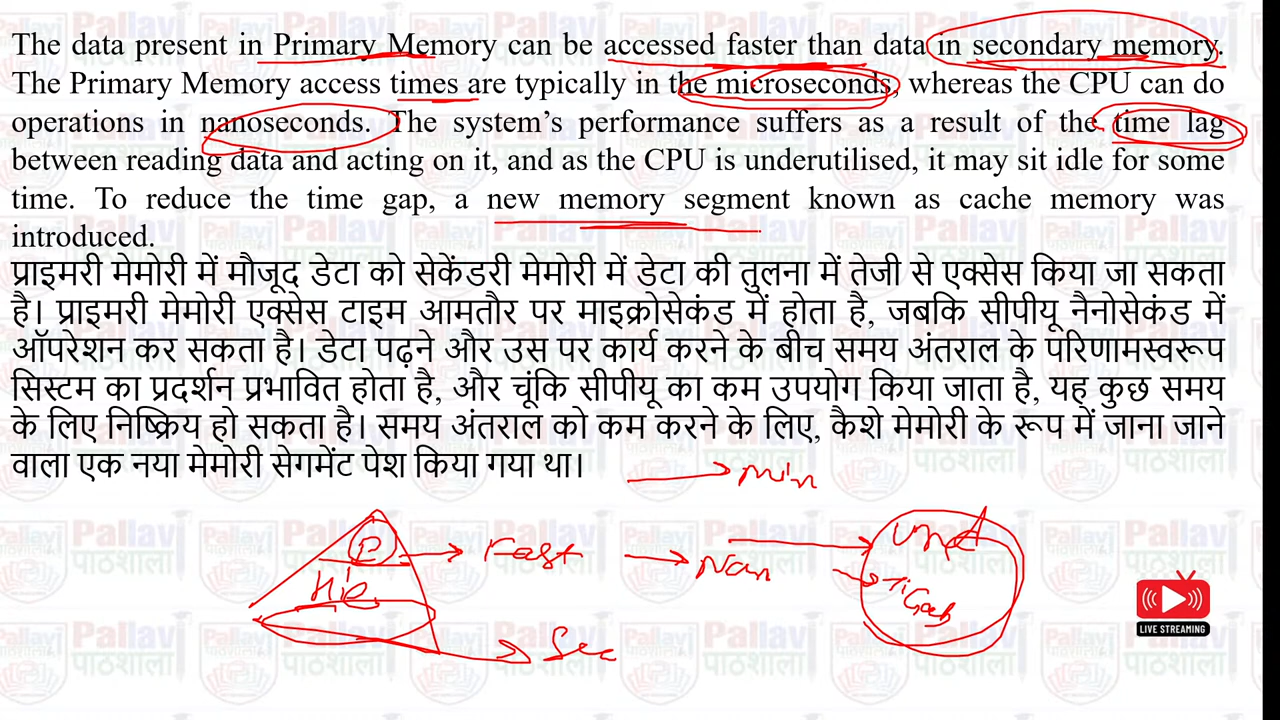 The data present in Primary Memory can be accessed faster than data in secondary memory.
The Primary Memory access times are typically in the microseconds, whereas the CPU can do
operations in nanoseconds. The system's performance suffers as a result of the time lag
between reading data and acting on it, and as the CPU is underutilised, it may sit idle for some
time. To reduce the time gap, a new memory segment known as cache memory was
introduced.
प्राइमरी मेमोरी में मौजूद डेटा को सेकेंडरी मेमोरी में डेटा की तुलना में तेजी से एक्सेस किया जा सकता
है। प्राइमरी मेमोरी एक्सेस टाइम आमतौर पर माइक्रोसेकंड में होता है, जबकि सीपीयू नैनोसेकंड में
ऑपरेशन कर सकता है। डेटा पढ़ने और उस पर कार्य करने के बीच समय अंतराल के परिणामस्वरूप
सिस्टम का प्रदर्शन प्रभावित होता है, और चूंकि सीपीयू का कम उपयोग किया जाता है, यह कुछ समय
के लिए निष्क्रिय हो सकता है। समय अंतराल को कम करने के लिए, कैशे मेमोरी के रूप में जाना जाने
वाला एक नया मेमोरी सेगमेंट पेश किया गया था।
min
P Fast Nan
Hie
Sec
LIVE STREAMING
Pallavi
पाठशाला